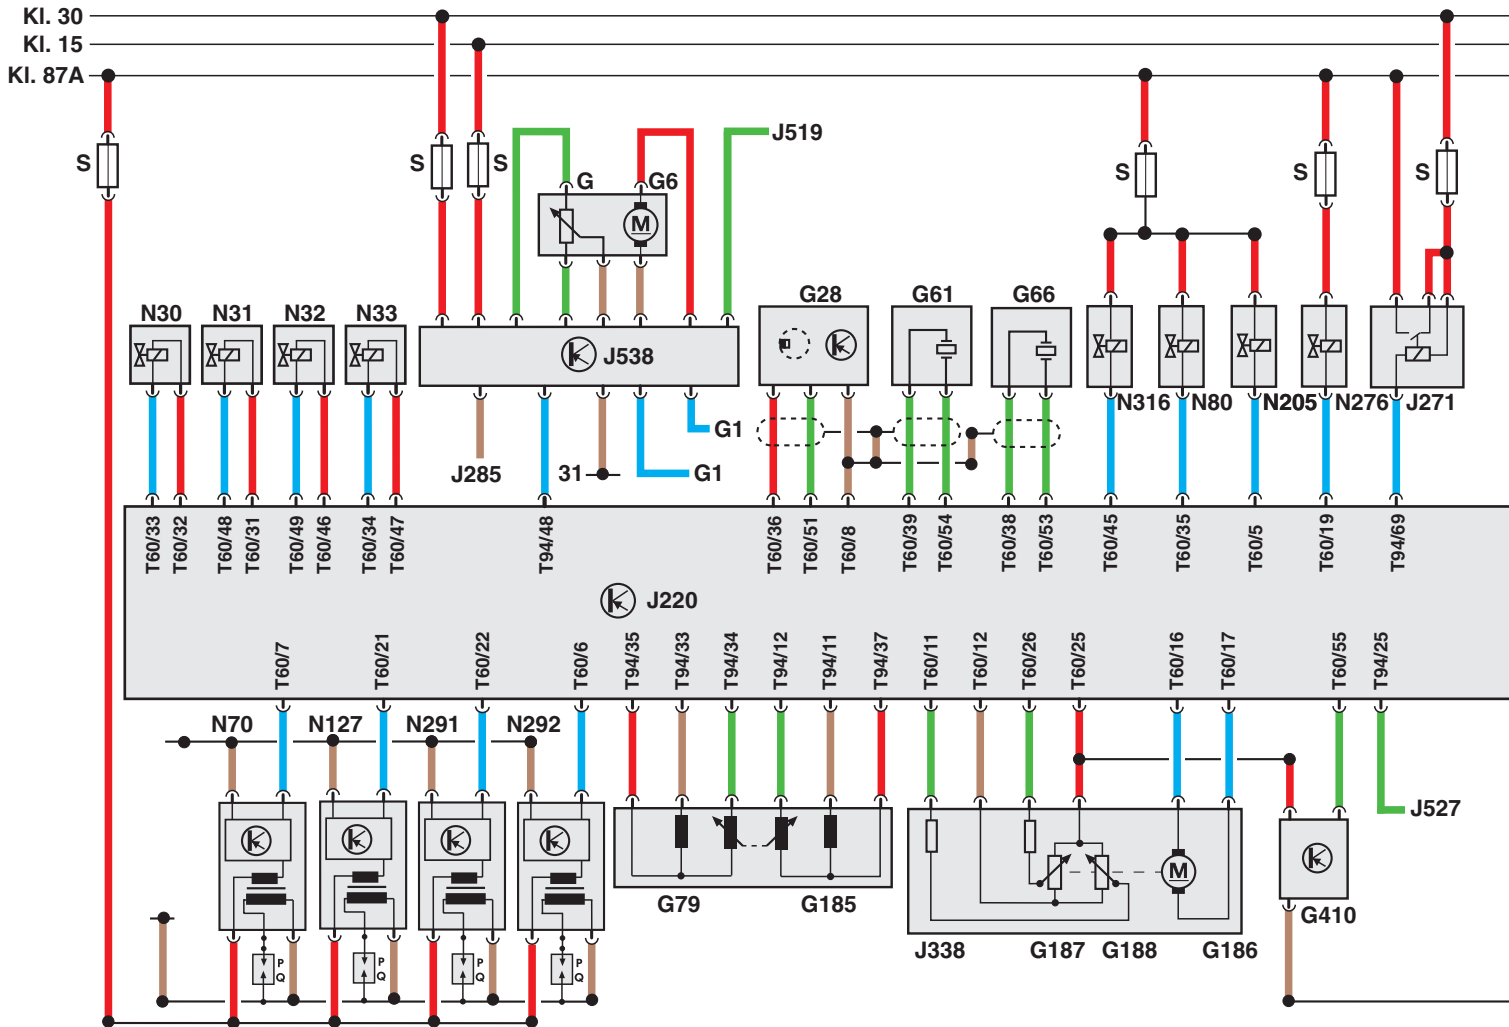 Kl. 30
Kl. 15
Kl. 87A
J519
S
S
S
S
S
S
G
G6
M
N30
N31
N32
N33
J538
G28
G61
G66
N316
N80
N205
N276
J271
G1
J285
31
G1
T60/33
T60/32
T60/48
T60/31
T60/49
T60/46
T60/34
T60/47
T94/48
T60/36
T60/51
T60/8
T60/39
T60/54
T60/38
T60/53
T60/45
T60/35
T60/5
T60/19
T94/69
J220
T60/7
T60/21
T60/22
T60/6
T94/35
T94/33
T94/34
T94/12
T94/11
T94/37
T60/11
T60/12
T60/26
T60/25
T60/16
T60/17
T60/55
T94/25
N70
N127
N291
N292
J527
M
G79
G185
G410
J338
G187
G188
G186
P
Q
P
Q
P
Q
P
Q